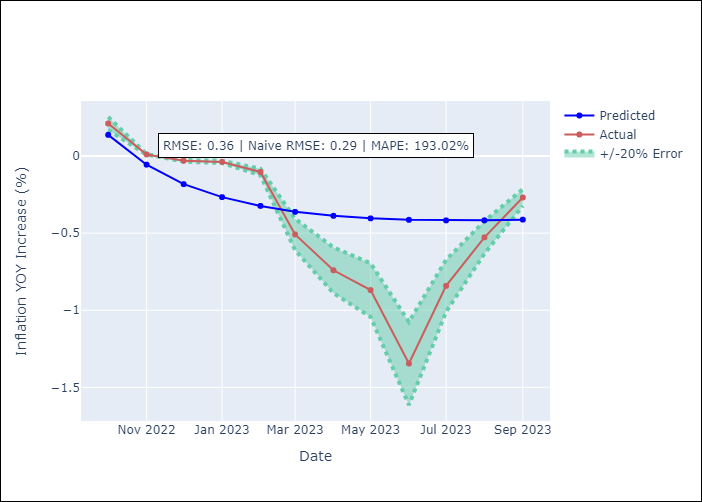 Predicted
Actual
+/-20% Error
RMSE: 0.36 | Naive RMSE: 0.29 | MAPE: 193.02%
0
−0.5
−1
−1.5
Inflation YOY Increase (%)
Nov 2022 Jan 2023 Mar 2023 May 2023 Jul 2023 Sep 2023
Date